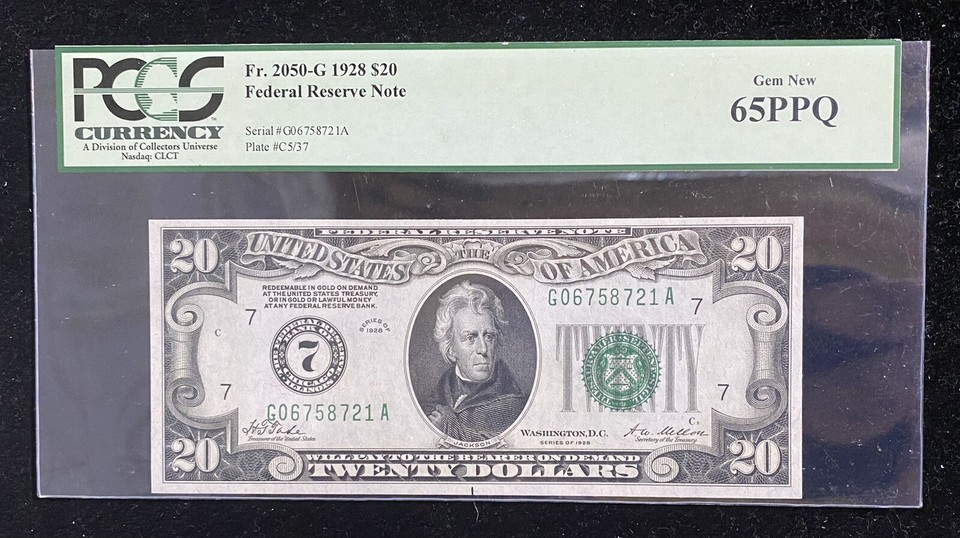 PCGS
CURRENCY
A Division of Collectors Universe
Nasdaq: CLCT
Fr. 2050-G 1928 $20
Federal Reserve Note
Serial #G06758721A
Plate #C5/37
Gem New
65PPQ
FEDERAL RESERVE NOTE
20
UNITED STATES
THE
OF AMERICA
20
REDEEMABLE IN GOLD ON DEMAND
AT THE UNITED STATES TREASURY,
OR IN GOLD OR LAWFUL MONEY
AT ANY FEDERAL RESERVE BANK.
G06758721A
7
7
SERIES OF
1928
C
7
7
7
G06758721A
Treasurer of the United States
JACKSON
WASHINGTON, D.C.
SERIES OF 1928
A.W. Mellon
Secretary of the Treasury
20
WILL PAY TO THE BEARER ON DEMAND
TWENTY DOLLARS
20